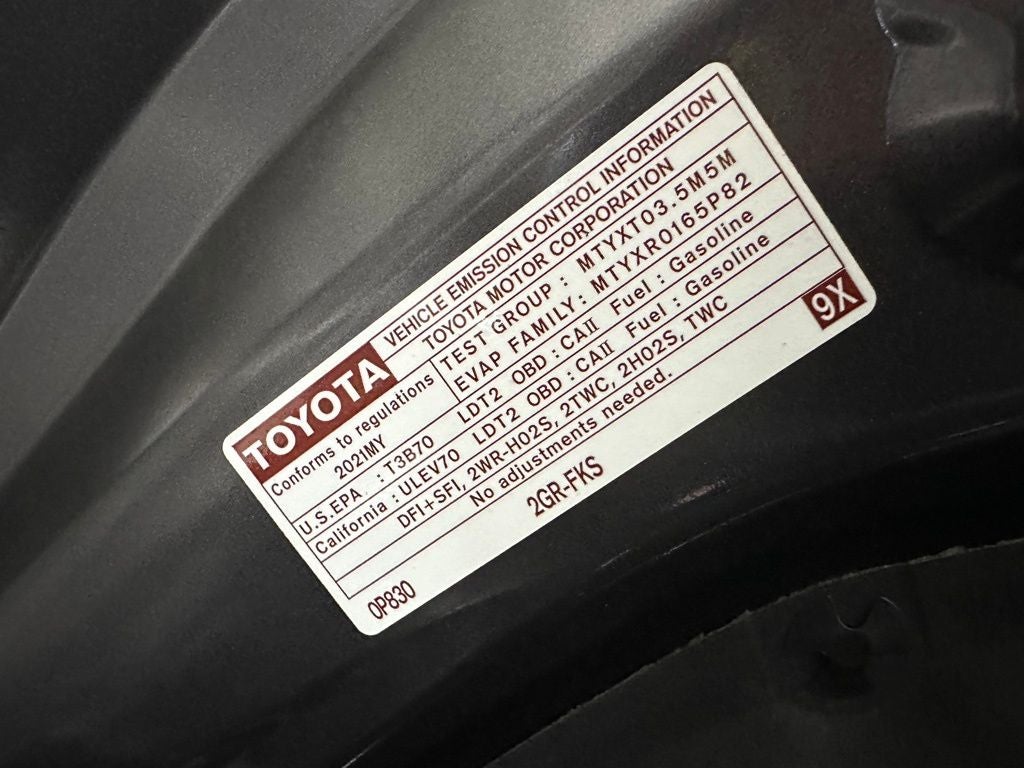 TOYOTA VEHICLE EMISSION CONTROL INFORMATION
TOYOTA MOTOR CORPORATION
Conforms to regulations
2021MY
TEST GROUP : MTYXT03.5M5M
EVAP FAMILY: MTYXR0165P82
U.S.EPA. : T3B70 LDT2 OBD : CAII Fuel : Gasoline
California : ULEV70 LDT2 OBD : CAII Fuel : Gasoline
DFI+SFI, 2WR-HO2S, 2TWC, 2HO2S, TWC
No adjustments needed.
9X
2GR-FKS
0P830